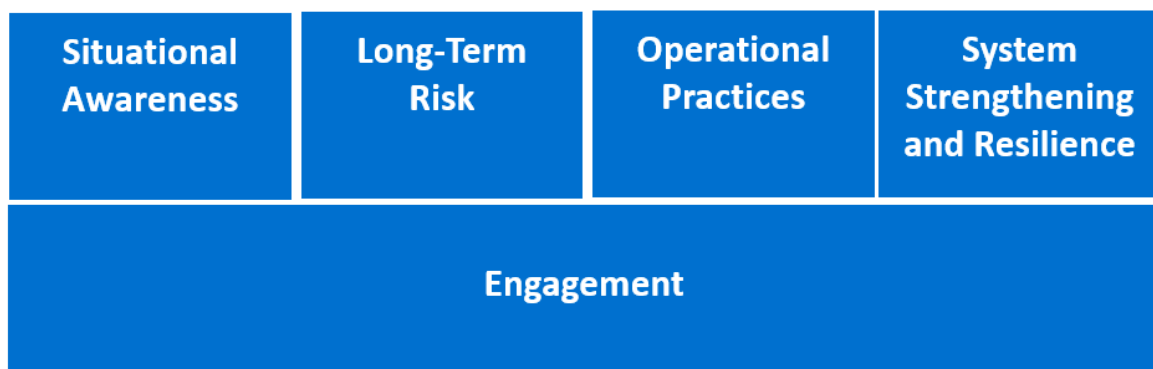 Situational
Awareness
Long-Term
Risk
Operational
Practices
System
Strengthening
and Resilience
Engagement